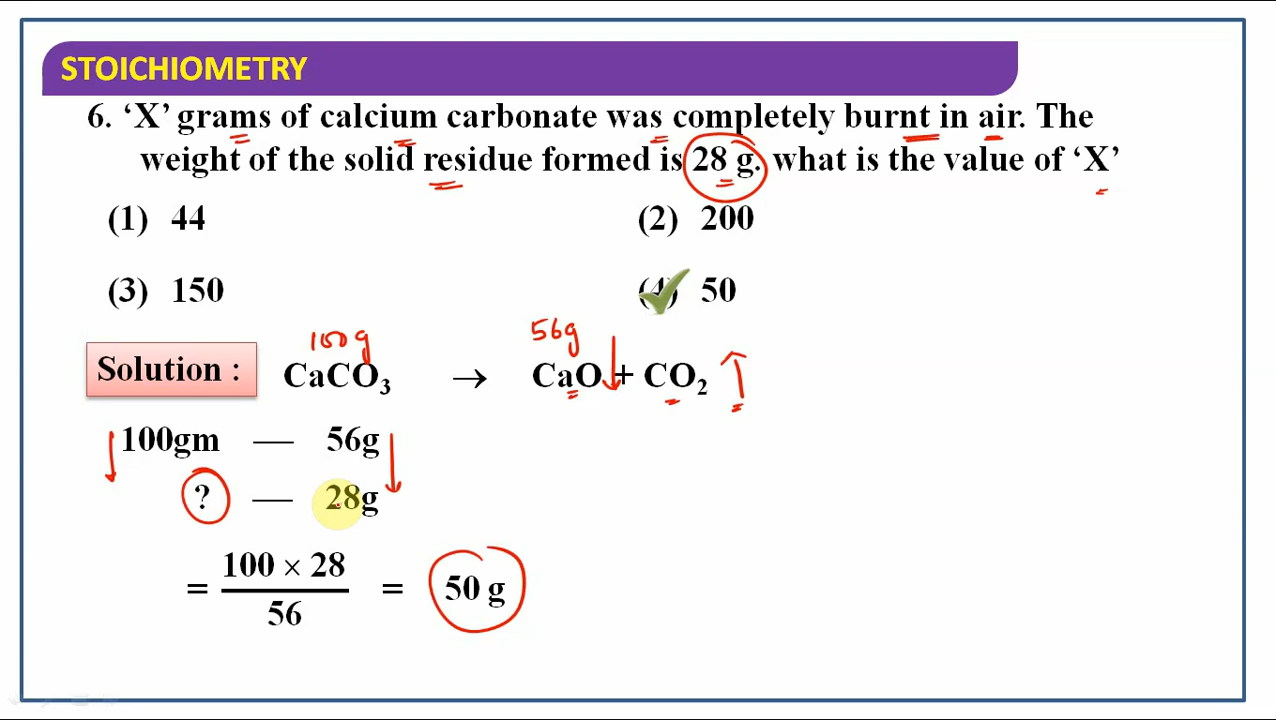 STOICHIOMETRY
6. ‘X’ grams of calcium carbonate was completely burnt in air. The
weight of the solid residue formed is 28 g. what is the value of ‘X’
(1) 44 (2) 200
(3) 150 (4) 50
100g 56g
Solution : CaCO₃ → CaO↓ + CO₂ ↑
100gm — 56g
? — 28g
= 100 × 28 / 56 = 50 g